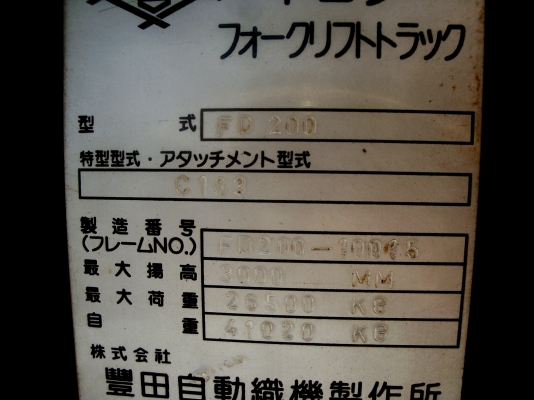 フォークリフトトラック
型 式 FD 200
特型型式・アタッチメント型式
製造番号
(フレームNO.)
最大揚高 3000 MM
最大荷重 KG
自重 41020 KG
株式会社
豐田自動織機製作所